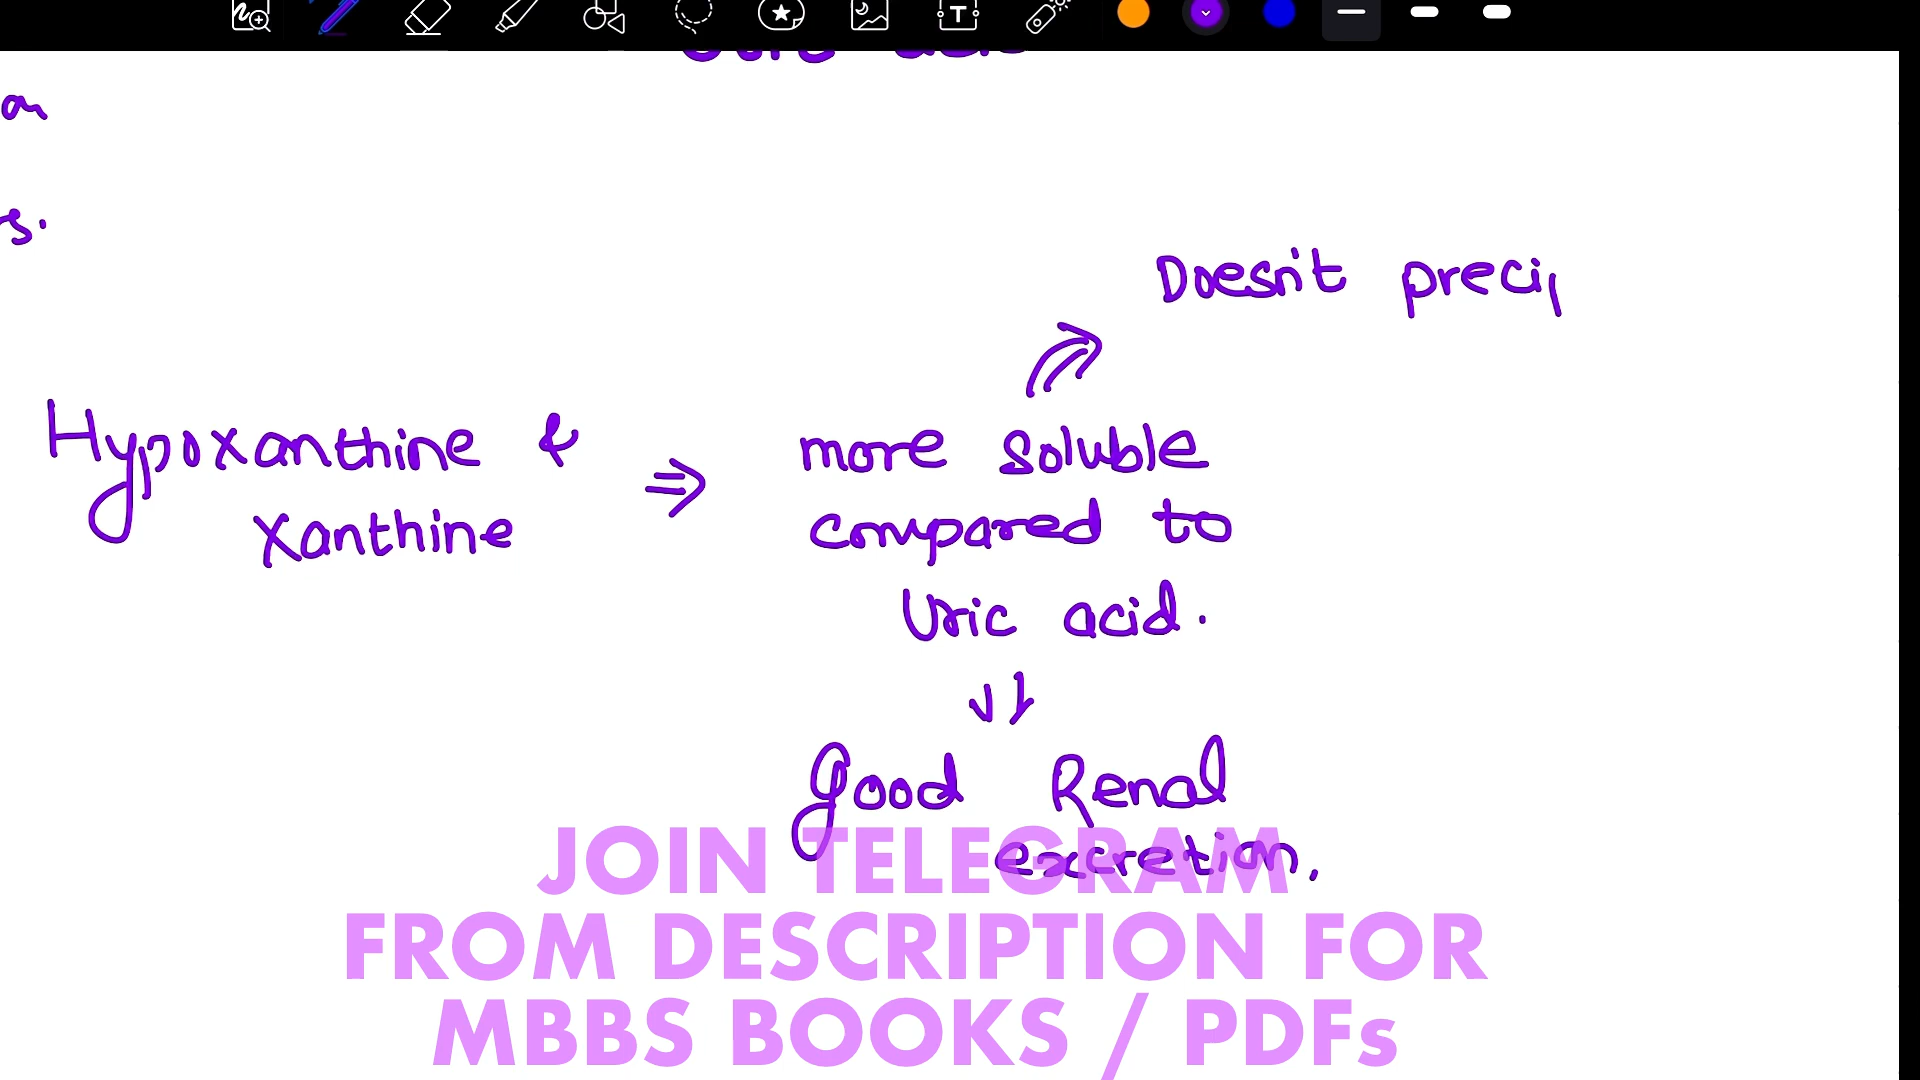 s.
Doesn't preci
Hypoxanthine &
Xanthine
⇒ more soluble
compared to
Uric acid.
Good Renal
excretion.
JOIN TELEGRAM
FROM DESCRIPTION FOR
MBBS BOOKS / PDFs